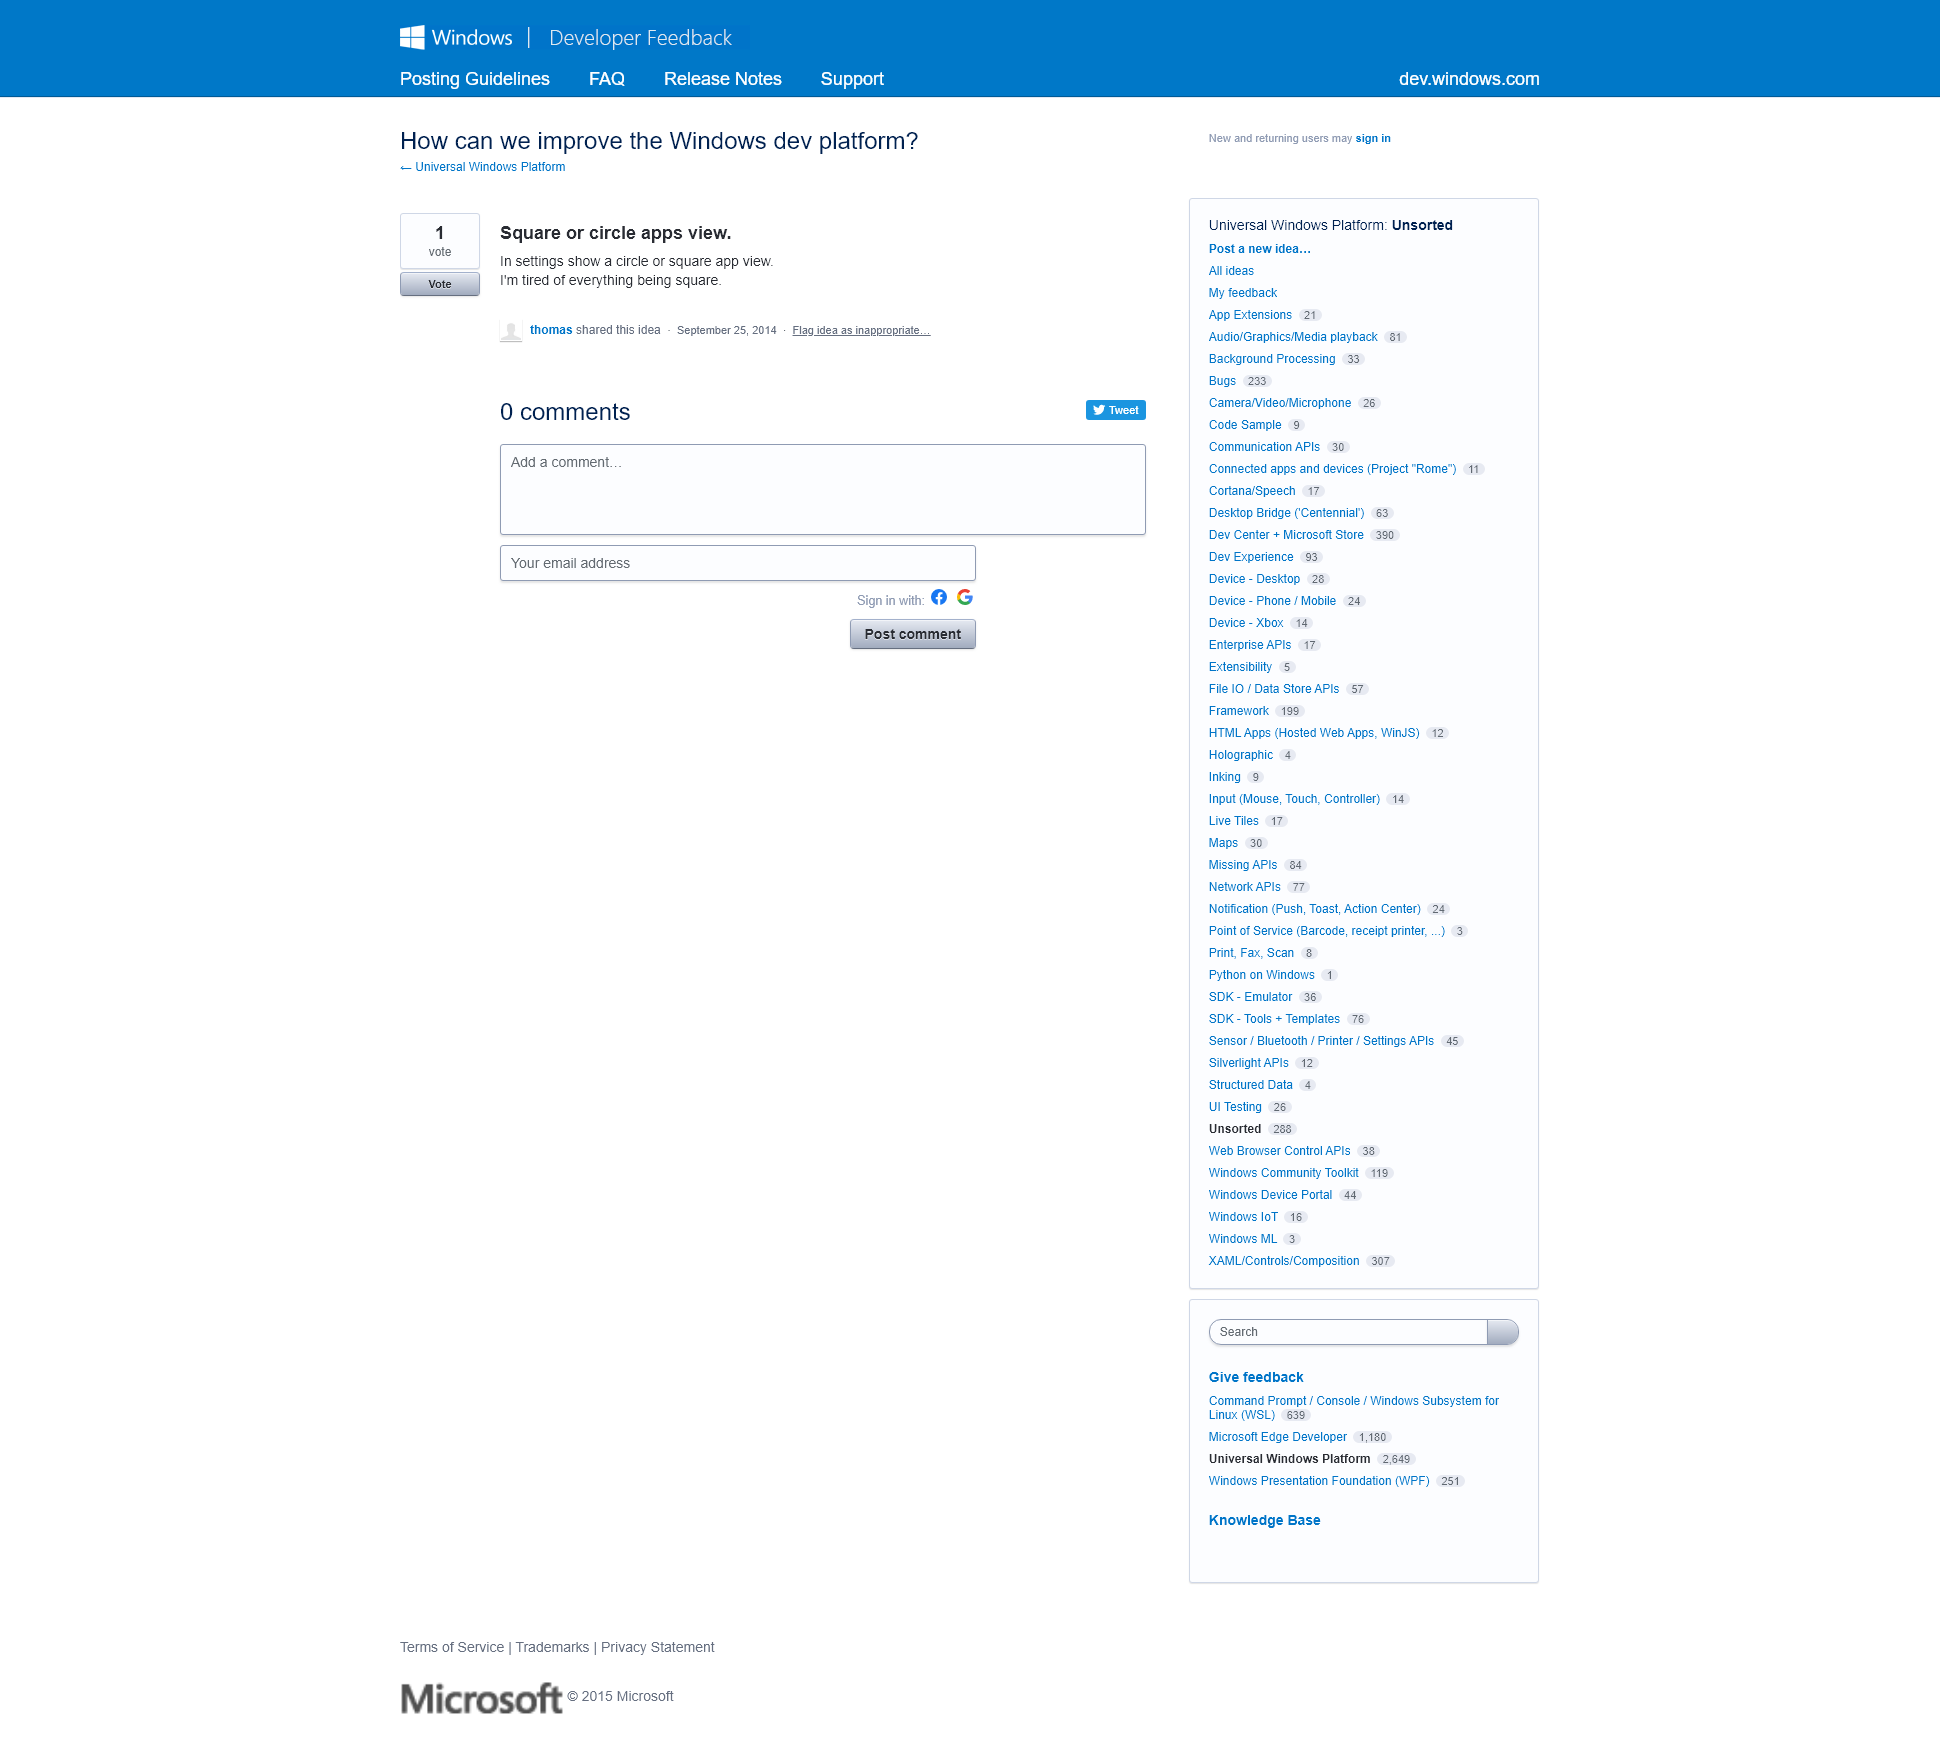 Windows | Developer Feedback
Posting Guidelines FAQ Release Notes Support dev.windows.com
How can we improve the Windows dev platform?
← Universal Windows Platform
New and returning users may sign in
1
vote
Vote
Square or circle apps view.
In settings show a circle or square app view.
I'm tired of everything being square.
thomas shared this idea · September 25, 2014 · Flag idea as inappropriate…
0 comments
Tweet
Add a comment…
Your email address
Sign in with:
Post comment
Universal Windows Platform: Unsorted
Post a new idea…
All ideas
My feedback
App Extensions 21
Audio/Graphics/Media playback 81
Background Processing 33
Bugs 233
Camera/Video/Microphone 26
Code Sample 9
Communication APIs 30
Connected apps and devices (Project "Rome") 11
Cortana/Speech 17
Desktop Bridge ('Centennial') 63
Dev Center + Microsoft Store 390
Dev Experience 93
Device - Desktop 28
Device - Phone / Mobile 24
Device - Xbox 14
Enterprise APIs 17
Extensibility 5
File IO / Data Store APIs 57
Framework 199
HTML Apps (Hosted Web Apps, WinJS) 12
Holographic 4
Inking 9
Input (Mouse, Touch, Controller) 14
Live Tiles 17
Maps 30
Missing APIs 84
Network APIs 77
Notification (Push, Toast, Action Center) 24
Point of Service (Barcode, receipt printer, ...) 3
Print, Fax, Scan 8
Python on Windows 1
SDK - Emulator 36
SDK - Tools + Templates 76
Sensor / Bluetooth / Printer / Settings APIs 45
Silverlight APIs 12
Structured Data 4
UI Testing 26
Unsorted 288
Web Browser Control APIs 38
Windows Community Toolkit 119
Windows Device Portal 44
Windows IoT 16
Windows ML 3
XAML/Controls/Composition 307
Search
Give feedback
Command Prompt / Console / Windows Subsystem for
Linux (WSL) 639
Microsoft Edge Developer 1,180
Universal Windows Platform 2,649
Windows Presentation Foundation (WPF) 251
Knowledge Base
Terms of Service | Trademarks | Privacy Statement
Microsoft © 2015 Microsoft